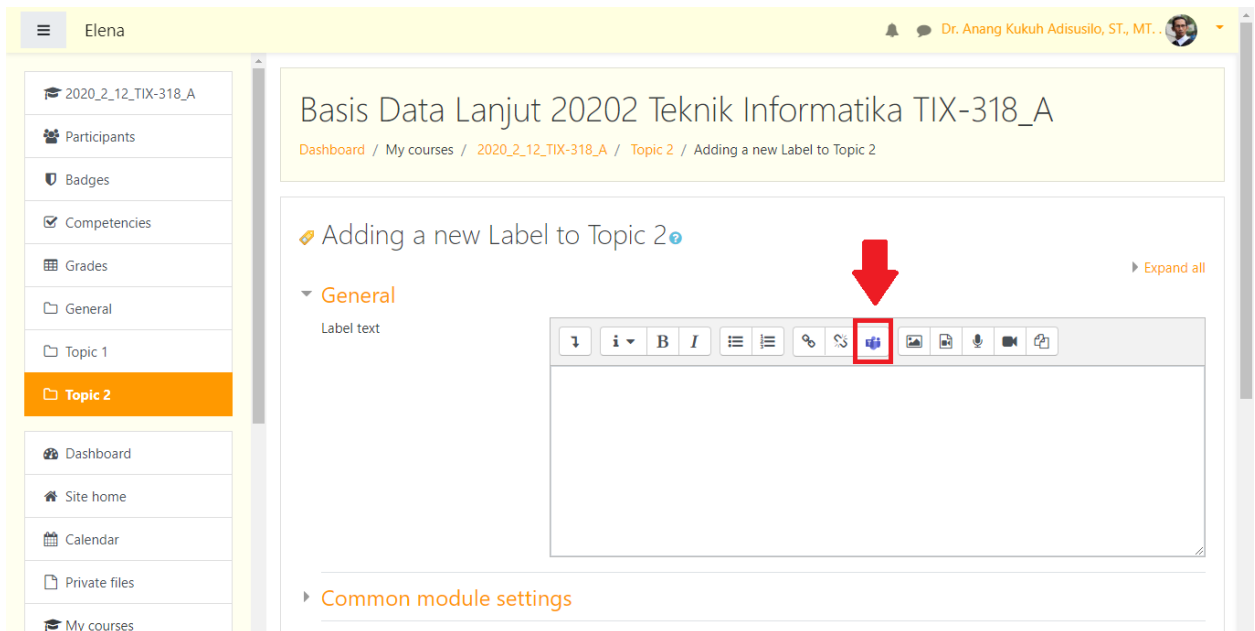 Elena
Dr. Anang Kukuh Adisusilo, ST., MT. .
2020_2_12_TIX-318_A
Participants
Badges
Competencies
Grades
General
Topic 1
Topic 2
Dashboard
Site home
Calendar
Private files
My courses
Basis Data Lanjut 20202 Teknik Informatika TIX-318_A
Dashboard / My courses / 2020_2_12_TIX-318_A / Topic 2 / Adding a new Label to Topic 2
Adding a new Label to Topic 2
Expand all
General
Label text
i B I
Common module settings